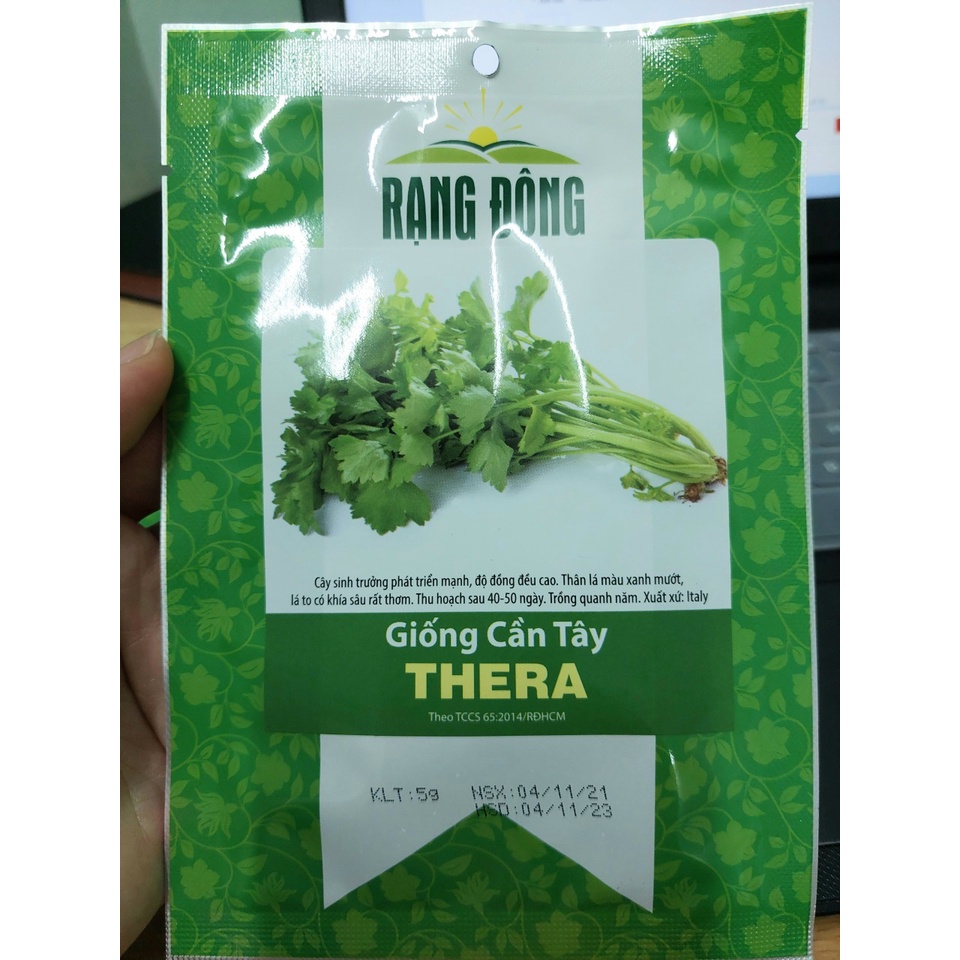 RẠNG ĐÔNG
Cây sinh trưởng phát triển mạnh, độ đồng đều cao. Thân lá màu xanh mướt,
lá to có khía sâu rất thơm. Thu hoạch sau 40-50 ngày. Trồng quanh năm. Xuất xứ: Italy
Giống Cần Tây
THERA
Theo TCCS 65:2014/RĐHCM
KLT:5g NSX:04/11/21
HSD:04/11/23